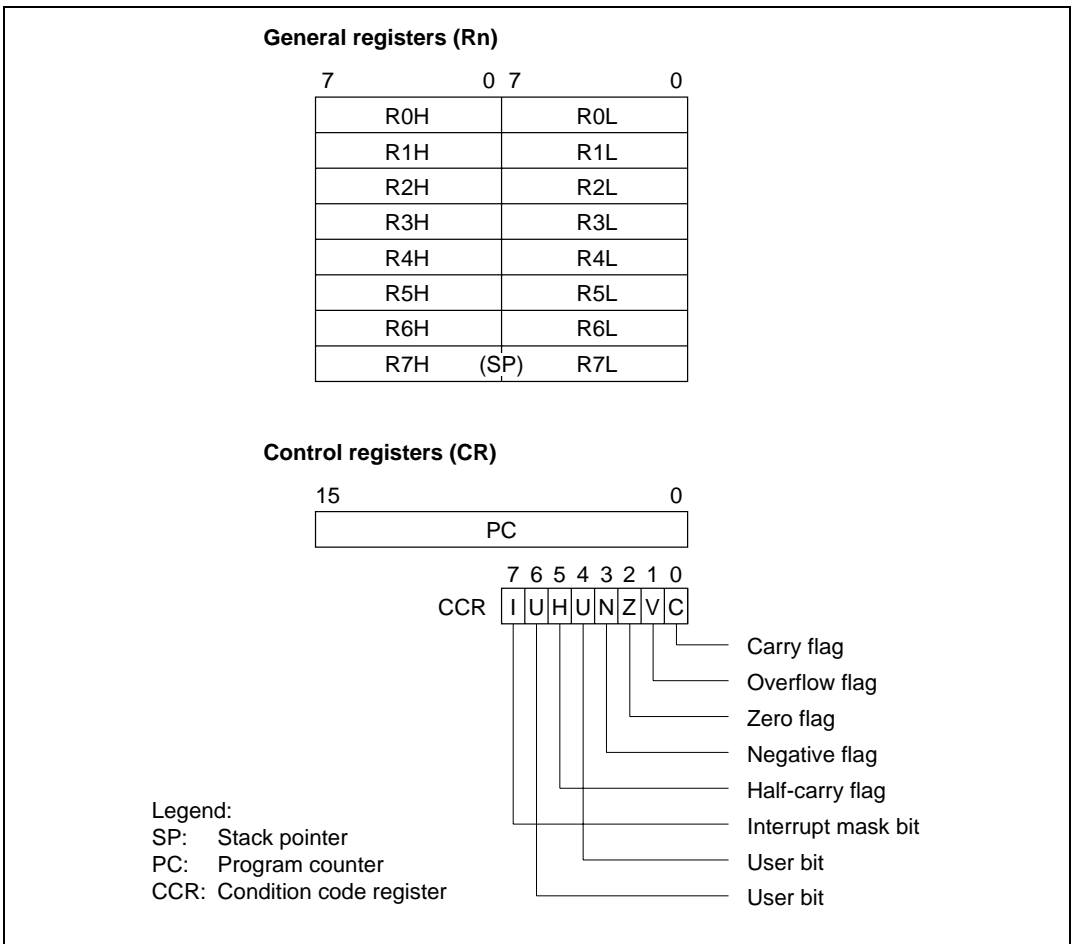 General registers (Rn)
7 0 7 0
R0H R0L
R1H R1L
R2H R2L
R3H R3L
R4H R4L
R5H R5L
R6H R6L
R7H (SP) R7L
Control registers (CR)
15 0
PC
7 6 5 4 3 2 1 0
CCR I U H U N Z V C
Carry flag
Overflow flag
Zero flag
Negative flag
Half-carry flag
Interrupt mask bit
User bit
User bit
Legend:
SP: Stack pointer
PC: Program counter
CCR: Condition code register